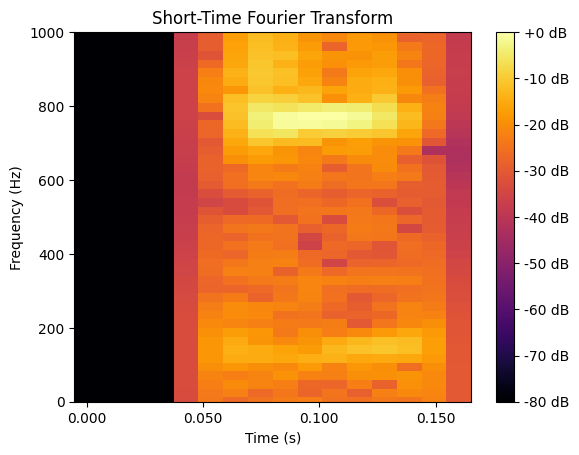 Short-Time Fourier Transform
1000
800
600
400
200
0
Frequency (Hz)
0.000
0.050
0.100
0.150
Time (s)
+0 dB
-10 dB
-20 dB
-30 dB
-40 dB
-50 dB
-60 dB
-70 dB
-80 dB